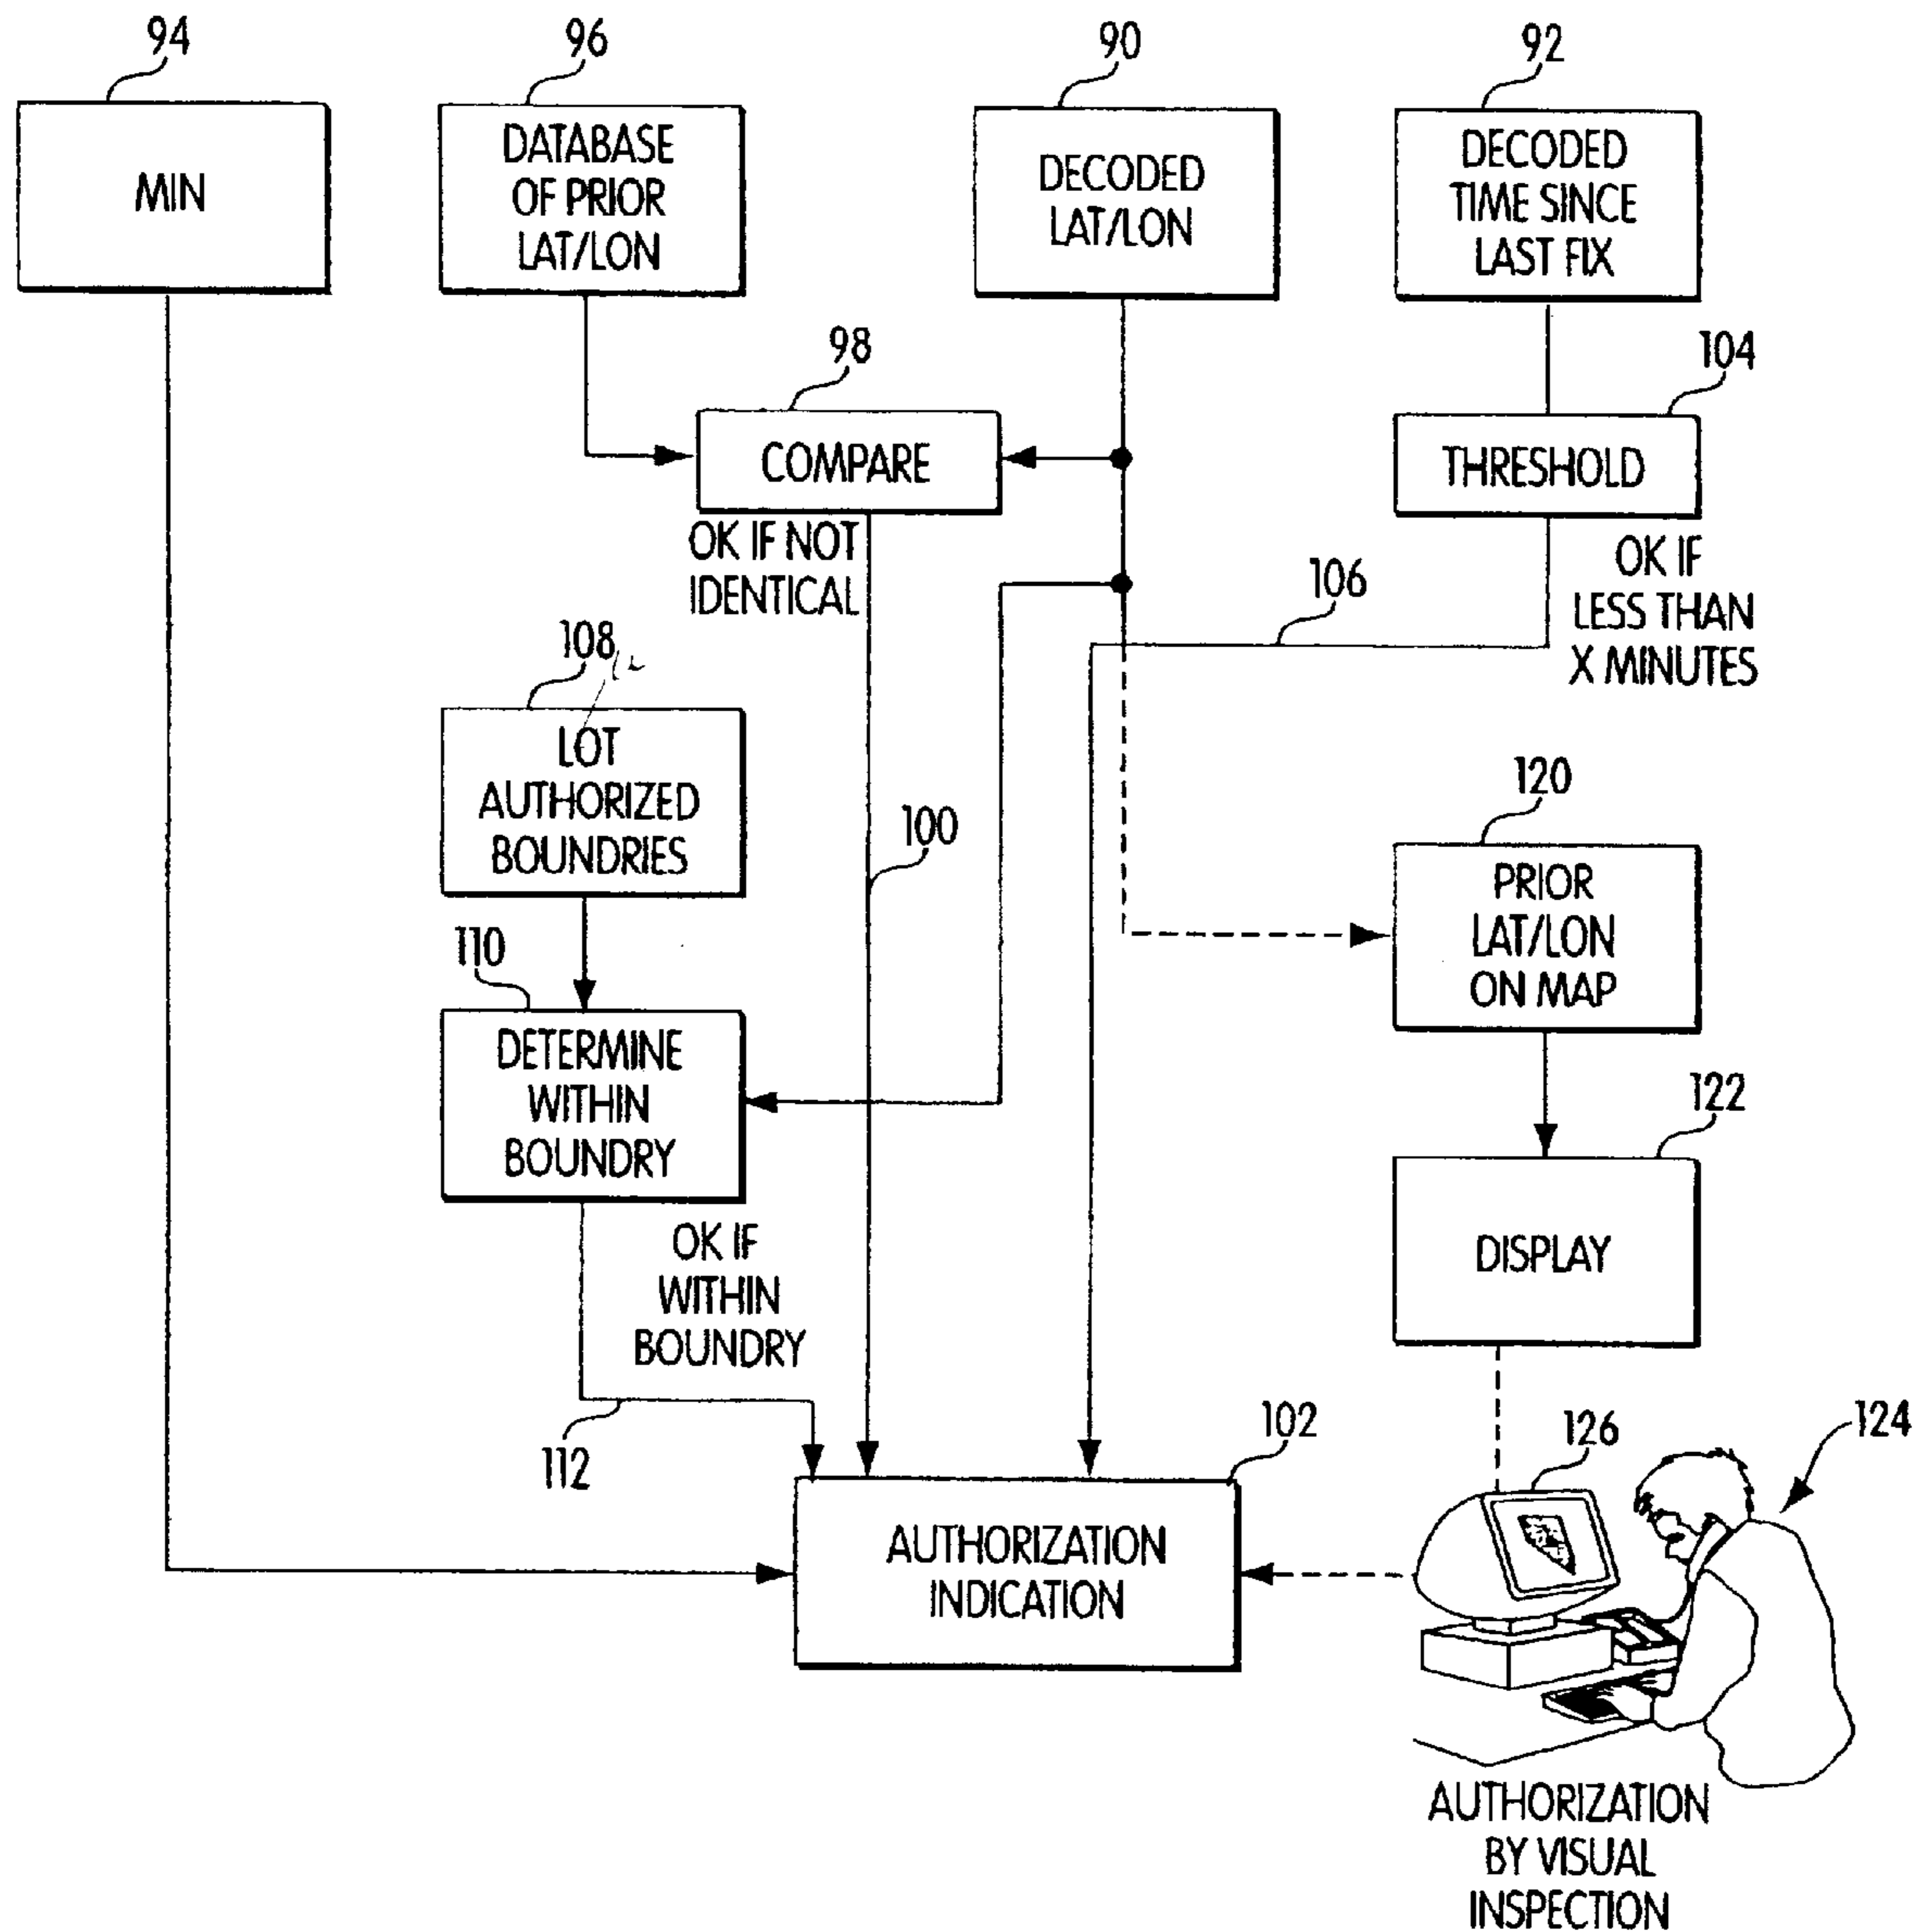 94
96
90
92
MIN
DATABASE
OF PRIOR
LAT/LON
DECODED
LAT/LON
DECODED
TIME SINCE
LAST FIX
98
104
COMPARE
THRESHOLD
OK IF NOT
IDENTICAL
106
OK IF
LESS THAN
X MINUTES
108
LOT
AUTHORIZED
BOUNDRIES
100
120
PRIOR
LAT/LON
ON MAP
110
DETERMINE
WITHIN
BOUNDRY
122
DISPLAY
OK IF
WITHIN
BOUNDRY
112
102
126
124
AUTHORIZATION
INDICATION
AUTHORIZATION
BY VISUAL
INSPECTION